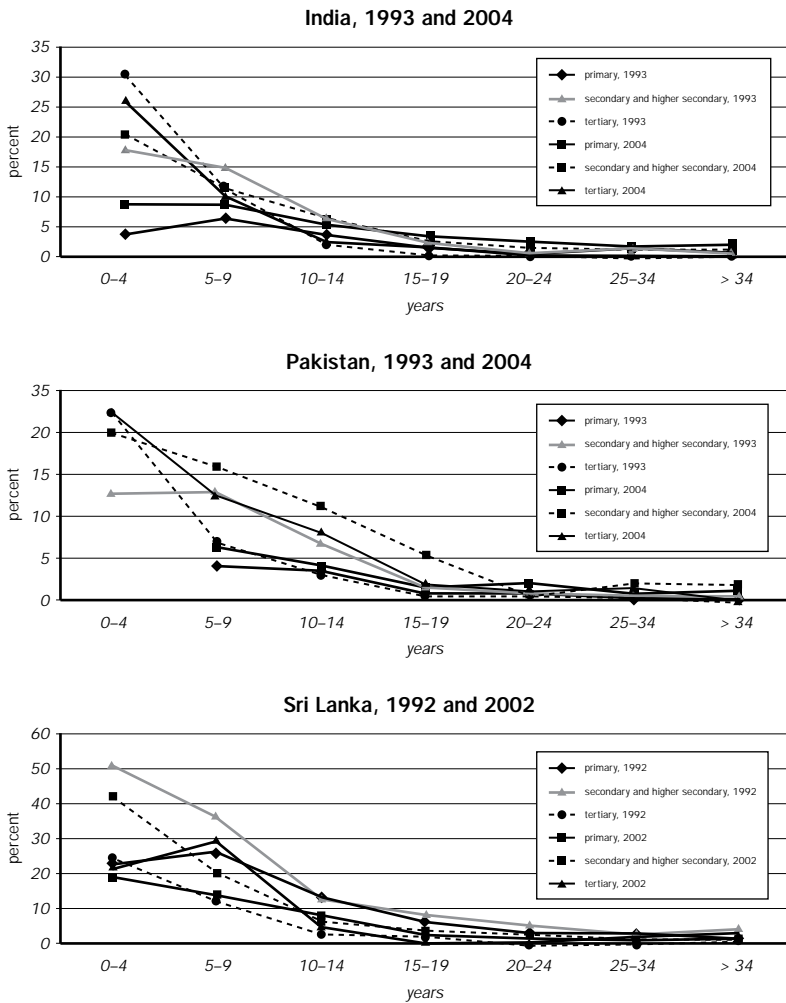 India, 1993 and 2004
35
30
25
20
15
10
5
0
percent
primary, 1993
secondary and higher secondary, 1993
tertiary, 1993
primary, 2004
secondary and higher secondary, 2004
tertiary, 2004
0–4 5–9 10–14 15–19 20–24 25–34 > 34
years
Pakistan, 1993 and 2004
35
20
15
10
5
0
percent
primary, 1993
secondary and higher secondary, 1993
tertiary, 1993
primary, 2004
secondary and higher secondary, 2004
tertiary, 2004
0–4 5–9 10–14 15–19 20–24 25–34 > 34
years
Sri Lanka, 1992 and 2002
60
50
40
30
20
10
0
percent
primary, 1992
secondary and higher secondary, 1992
tertiary, 1992
primary, 2002
secondary and higher secondary, 2002
tertiary, 2002
0–4 5–9 10–14 15–19 20–24 25–34 > 34
years